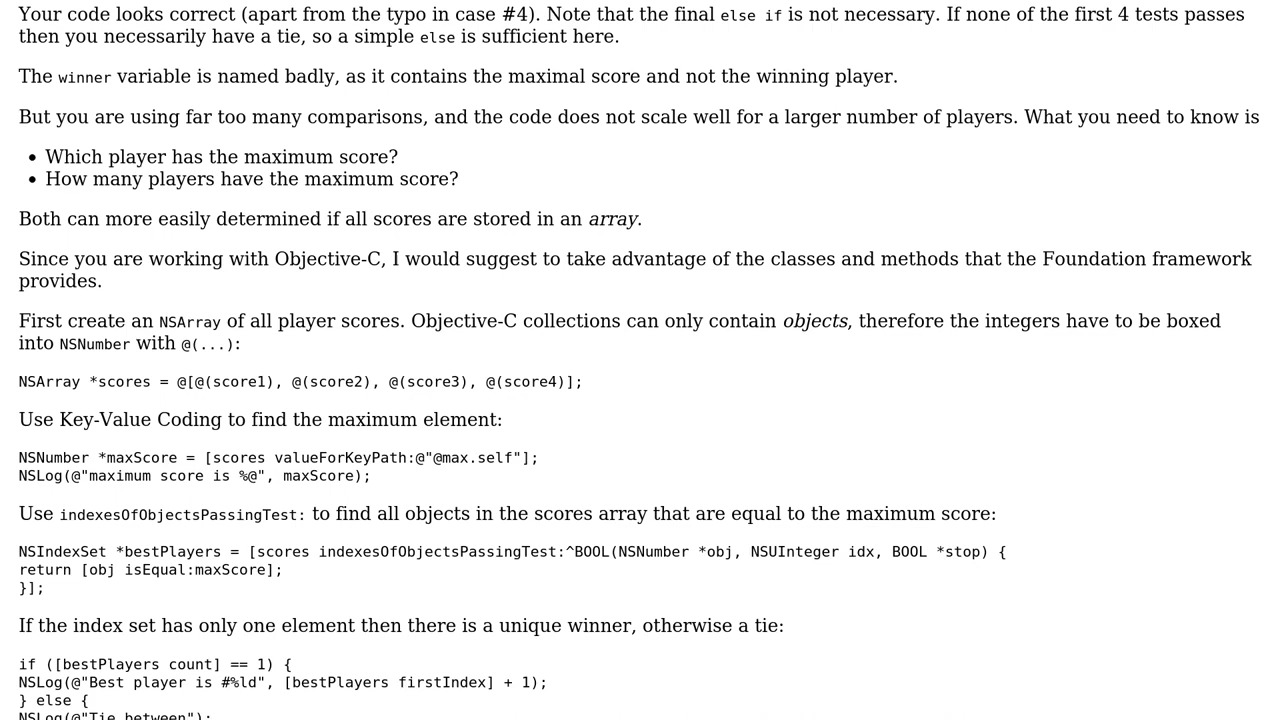 Your code looks correct (apart from the typo in case #4). Note that the final else if is not necessary. If none of the first 4 tests passes
then you necessarily have a tie, so a simple else is sufficient here.
The winner variable is named badly, as it contains the maximal score and not the winning player.
But you are using far too many comparisons, and the code does not scale well for a larger number of players. What you need to know is
• Which player has the maximum score?
• How many players have the maximum score?
Both can more easily determined if all scores are stored in an array.
Since you are working with Objective-C, I would suggest to take advantage of the classes and methods that the Foundation framework
provides.
First create an NSArray of all player scores. Objective-C collections can only contain objects, therefore the integers have to be boxed
into NSNumber with @(...):
NSArray *scores = @[@(score1), @(score2), @(score3), @(score4)];
Use Key-Value Coding to find the maximum element:
NSNumber *maxScore = [scores valueForKeyPath:@"@max.self"];
NSLog(@"maximum score is %@", maxScore);
Use indexesOfObjectsPassingTest: to find all objects in the scores array that are equal to the maximum score:
NSIndexSet *bestPlayers = [scores indexesOfObjectsPassingTest:^BOOL(NSNumber *obj, NSUInteger idx, BOOL *stop) {
return [obj isEqual:maxScore];
}];
If the index set has only one element then there is a unique winner, otherwise a tie:
if ([bestPlayers count] == 1) {
NSLog(@"Best player is #%ld", [bestPlayers firstIndex] + 1);
} else {
NSLog(@"Tie between");